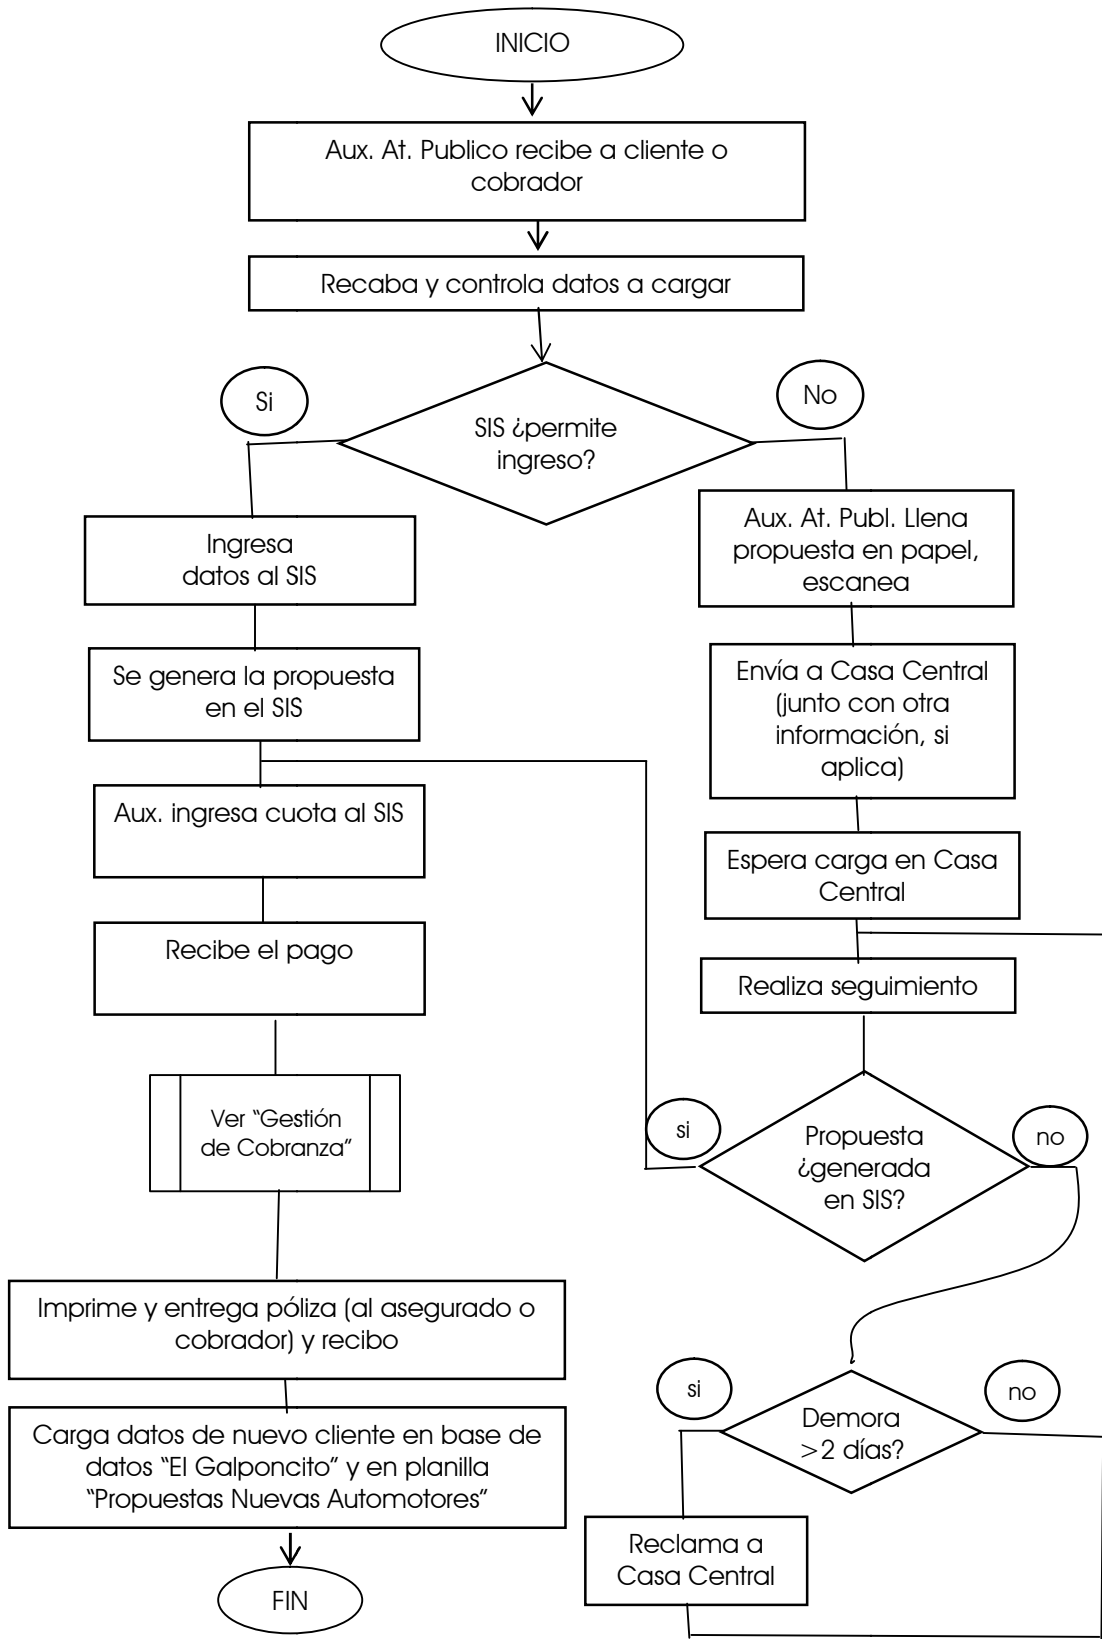 INICIO
Aux. At. Publico recibe a cliente o
cobrador
Recaba y controla datos a cargar
Si
No
SIS ¿permite
ingreso?
Ingresa
datos al SIS
Se genera la propuesta
en el SIS
Aux. ingresa cuota al SIS
Recibe el pago
Ver “Gestión
de Cobranza”
Imprime y entrega póliza (al asegurado o
cobrador) y recibo
Carga datos de nuevo cliente en base de
datos “El Galponcito” y en planilla
“Propuestas Nuevas Automotores”
FIN
Aux. At. Publ. Llena
propuesta en papel,
escanea
Envía a Casa Central
(junto con otra
información, si
aplica)
Espera carga en Casa
Central
Realiza seguimiento
si
no
Propuesta
¿generada
en SIS?
si
no
Demora
>2 días?
Reclama a
Casa Central